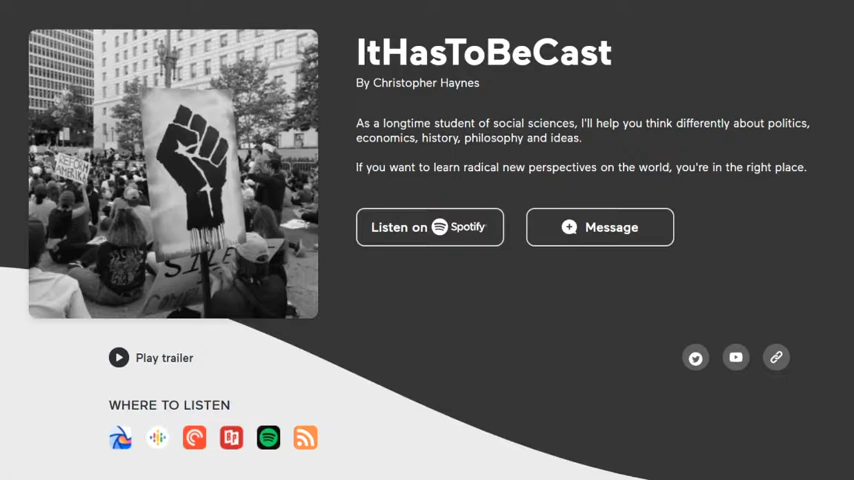 ItHasToBeCast
By Christopher Haynes
As a longtime student of social sciences, I'll help you think differently about politics,
economics, history, philosophy and ideas.
If you want to learn radical new perspectives on the world, you're in the right place.
Listen on Spotify
Message
REFORM
AMERIKA
Play trailer
WHERE TO LISTEN